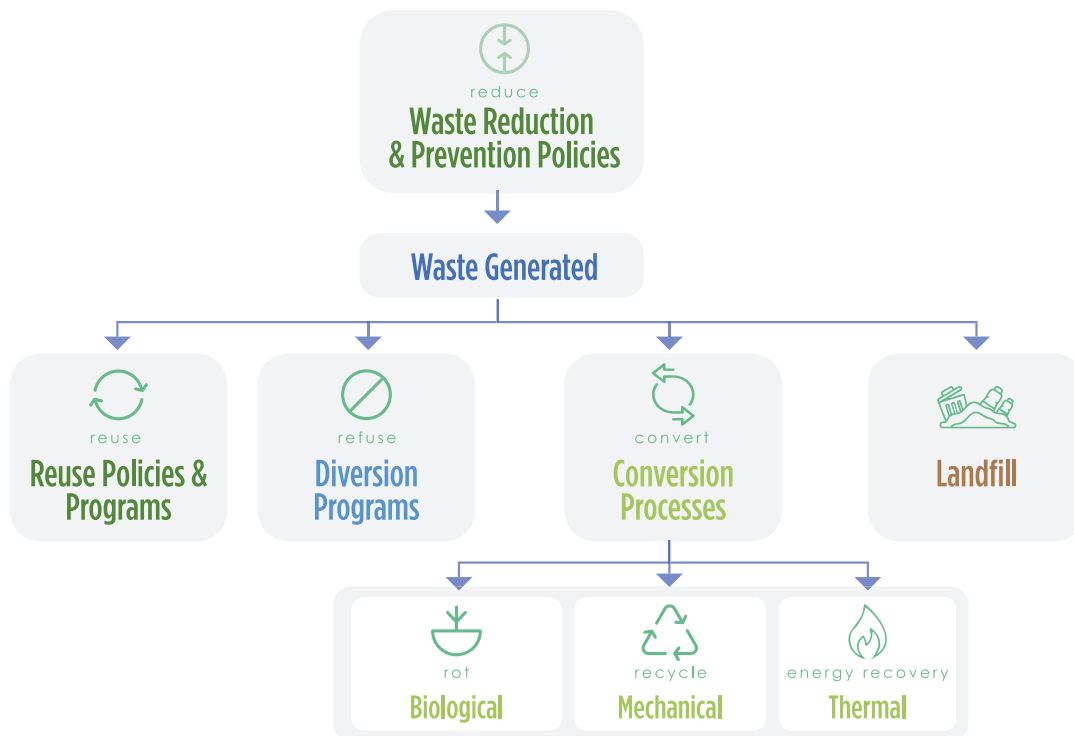 reduce
Waste Reduction
& Prevention Policies
Waste Generated
reuse
Reuse Policies &
Programs
refuse
Diversion
Programs
convert
Conversion
Processes
Landfill
rot
Biological
recycle
Mechanical
energy recovery
Thermal